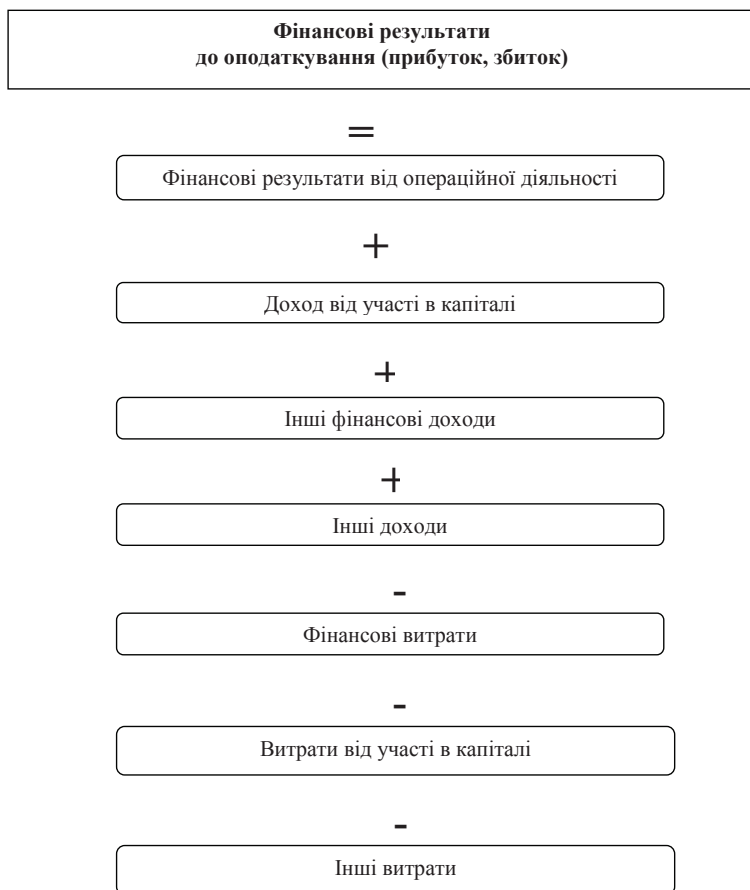 Фінансові результати
до оподаткування (прибуток, збиток)
=
Фінансові результати від операційної діяльності
+
Доход від участі в капіталі
+
Інші фінансові доходи
+
Інші доходи
-
Фінансові витрати
-
Витрати від участі в капіталі
-
Інші витрати